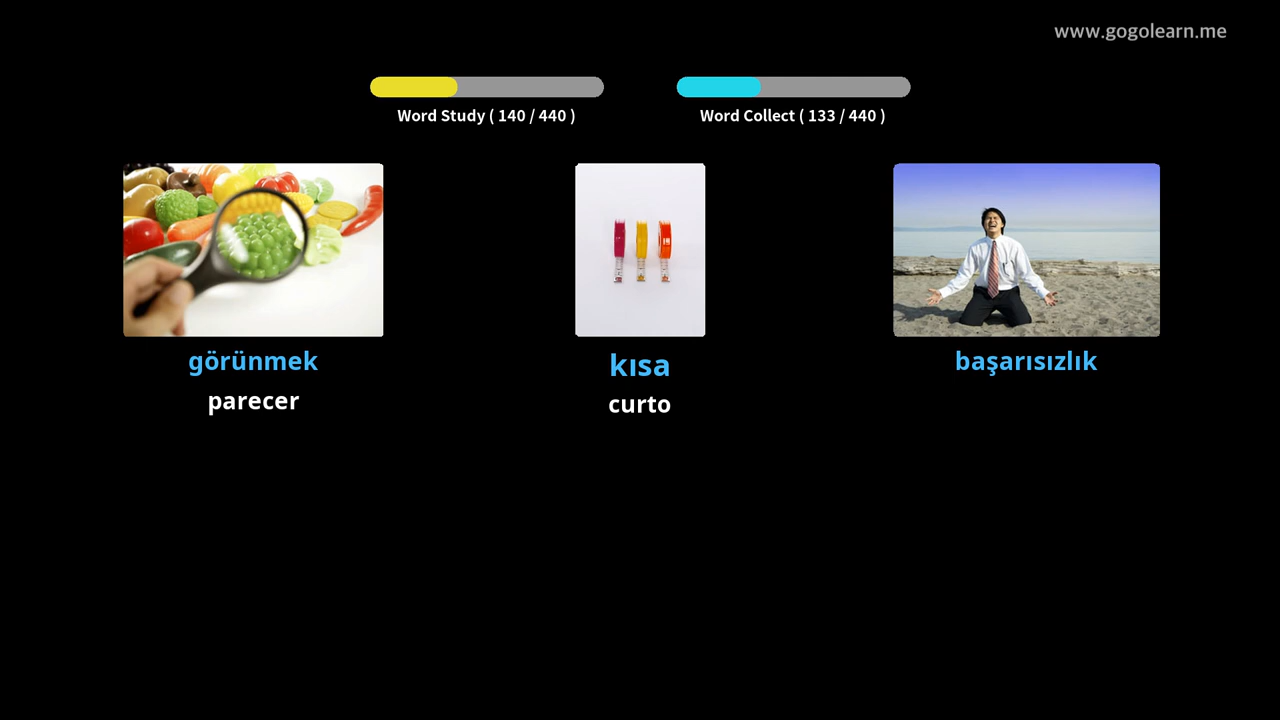 www.gogolearn.me
Word Study ( 140 / 440 )
Word Collect ( 133 / 440 )
görünmek
parecer
kısa
curto
başarısızlık